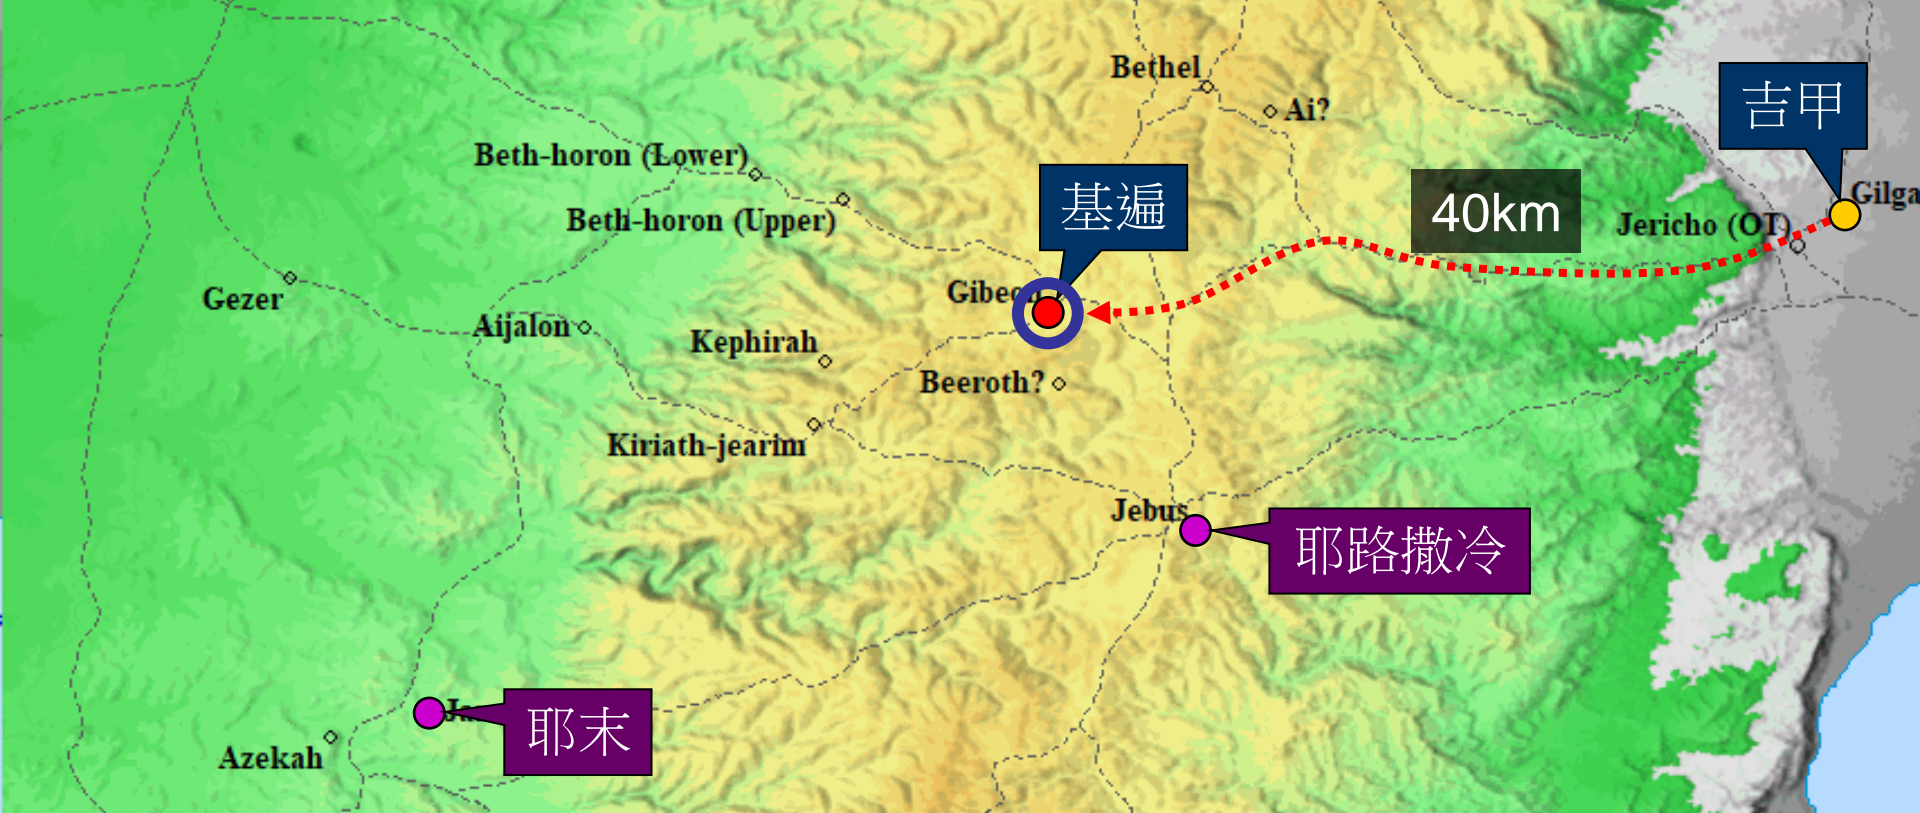 Bethel
Ai?
吉甲
Beth-horon (Lower)
基遍
40km
Beth-horon (Upper)
Jericho (OT)
Gilga
Gezer
Gibeon
Aijalon
Kephirah
Beeroth?
Kiriath-jearim
Jebus
耶路撒冷
耶末
Azekah